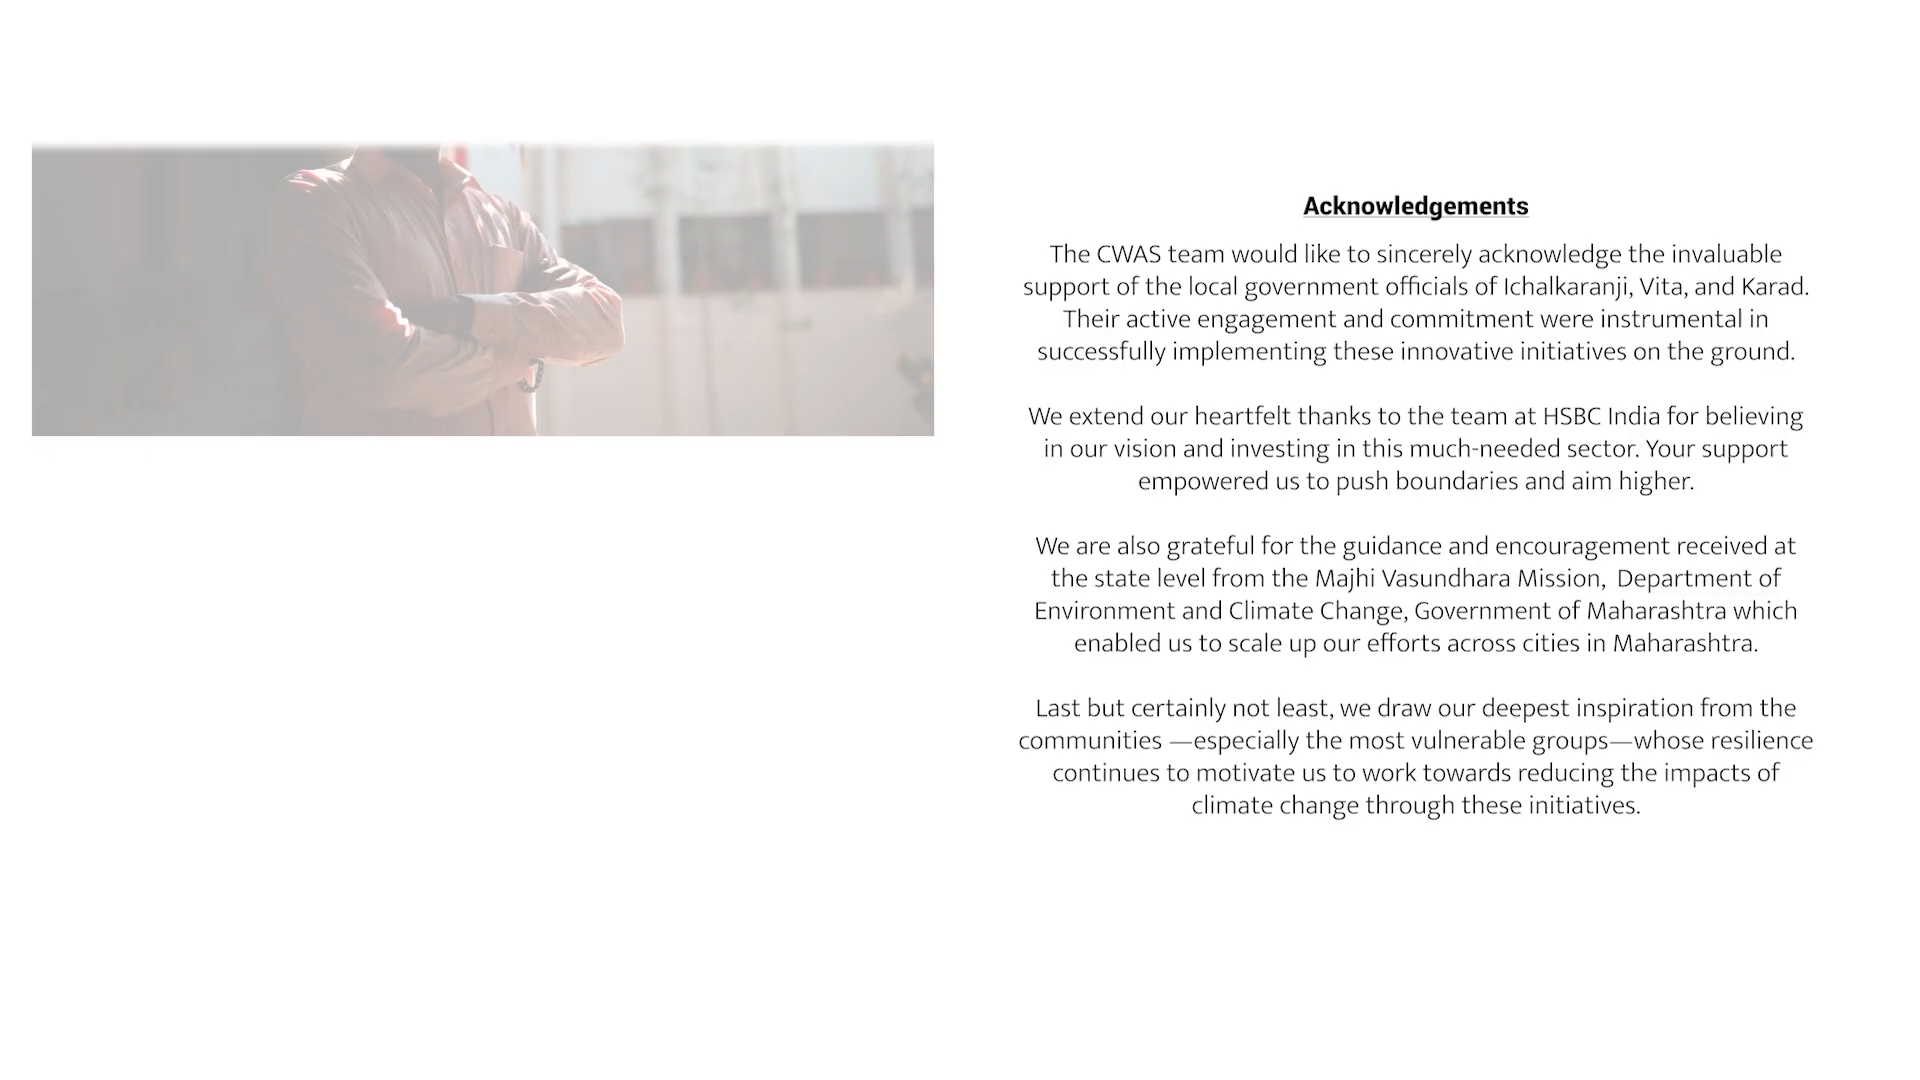 Acknowledgements
The CWAS team would like to sincerely acknowledge the invaluable
support of the local government officials of Ichalkaranji, Vita, and Karad.
Their active engagement and commitment were instrumental in
successfully implementing these innovative initiatives on the ground.
We extend our heartfelt thanks to the team at HSBC India for believing
in our vision and investing in this much-needed sector. Your support
empowered us to push boundaries and aim higher.
We are also grateful for the guidance and encouragement received at
the state level from the Majhi Vasundhara Mission,  Department of
Environment and Climate Change, Government of Maharashtra which
enabled us to scale up our efforts across cities in Maharashtra.
Last but certainly not least, we draw our deepest inspiration from the
communities —especially the most vulnerable groups—whose resilience
continues to motivate us to work towards reducing the impacts of
climate change through these initiatives.